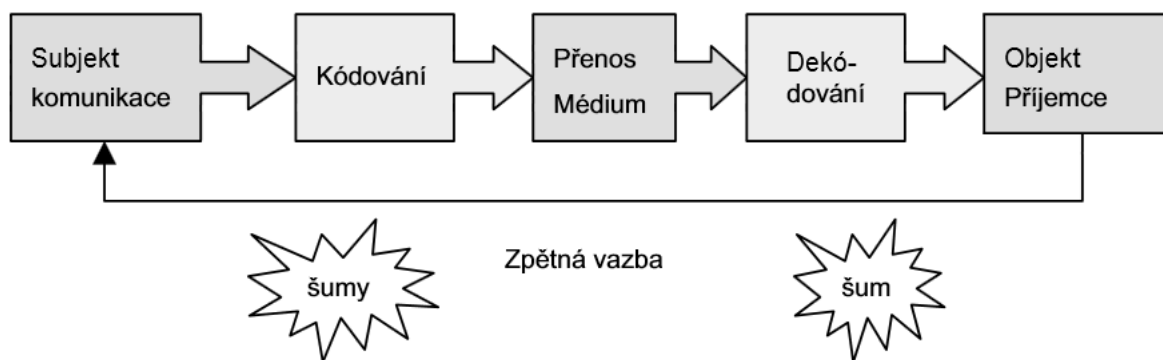 Subjekt
komunikace
Kódování
Přenos
Médium
Dekó-
dování
Objekt
Příjemce
Zpětná vazba
šumy
šum